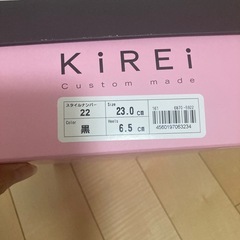 KiREi
Custom made
スタイルナンバー 22
Size 23.0 cm
Color 黒
Heels 6.5 cm
4560197063234